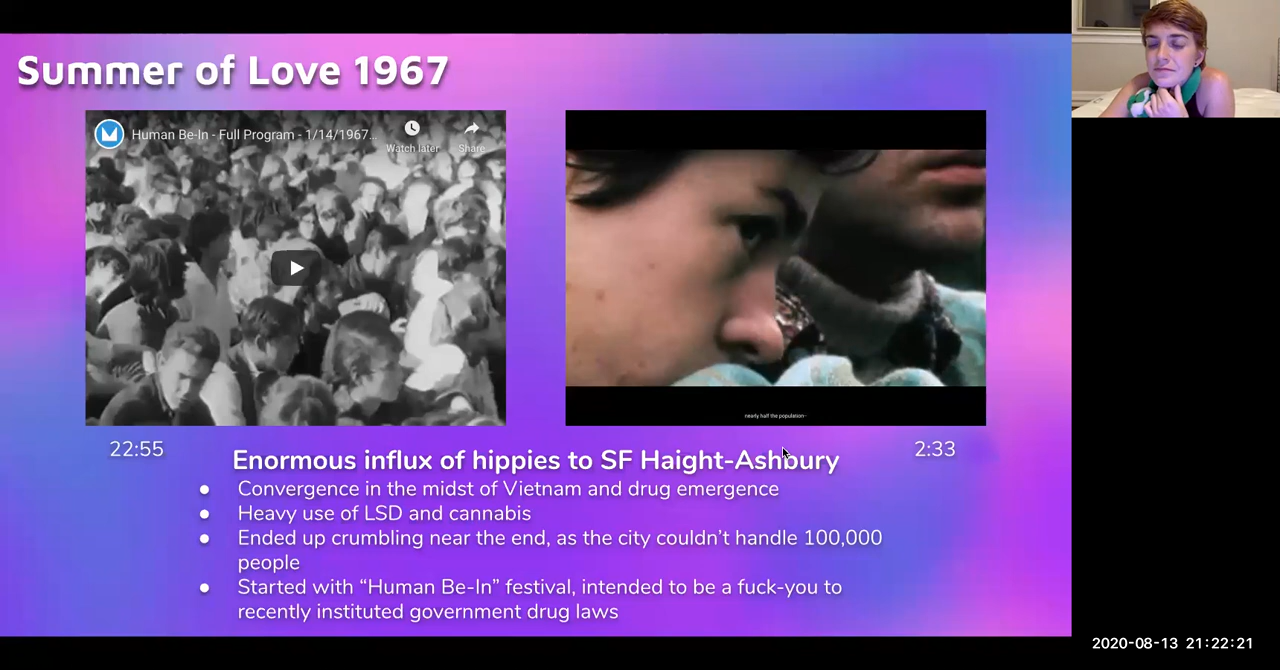 Summer of Love 1967
Human Be-In - Full Program - 1/14/1967...
Watch later
Share
nearly half the population-
22:55
2:33
Enormous influx of hippies to SF Haight-Ashbury
● Convergence in the midst of Vietnam and drug emergence
● Heavy use of LSD and cannabis
● Ended up crumbling near the end, as the city couldn’t handle 100,000
people
● Started with “Human Be-In” festival, intended to be a fuck-you to
recently instituted government drug laws
2020-08-13 21:22:21